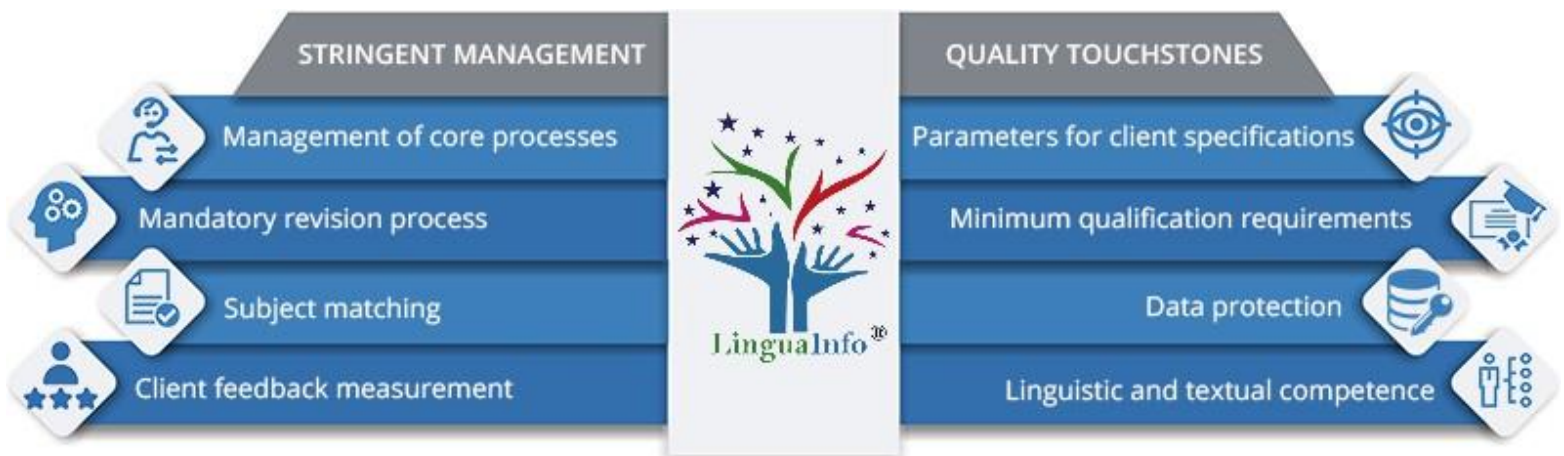 STRINGENT MANAGEMENT
Management of core processes
Mandatory revision process
Subject matching
Client feedback measurement
LinguaInfo®
QUALITY TOUCHSTONES
Parameters for client specifications
Minimum qualification requirements
Data protection
Linguistic and textual competence